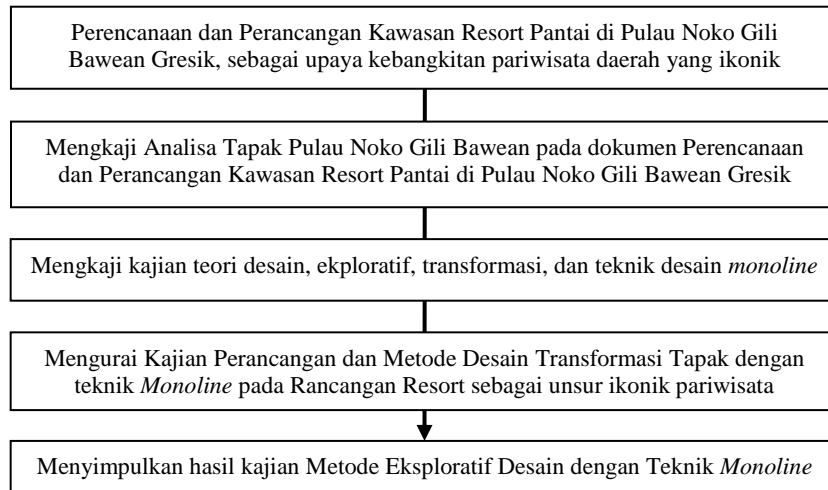 Perencanaan dan Perancangan Kawasan Resort Pantai di Pulau Noko Gili
Bawean Gresik, sebagai upaya kebangkitan pariwisata daerah yang ikonik
Mengkaji Analisa Tapak Pulau Noko Gili Bawean pada dokumen Perencanaan
dan Perancangan Kawasan Resort Pantai di Pulau Noko Gili Bawean Gresik
Mengkaji kajian teori desain, ekploratif, transformasi, dan teknik desain monoline
Mengurai Kajian Perancangan dan Metode Desain Transformasi Tapak dengan
teknik Monoline pada Rancangan Resort sebagai unsur ikonik pariwisata
Menyimpulkan hasil kajian Metode Eksploratif Desain dengan Teknik Monoline